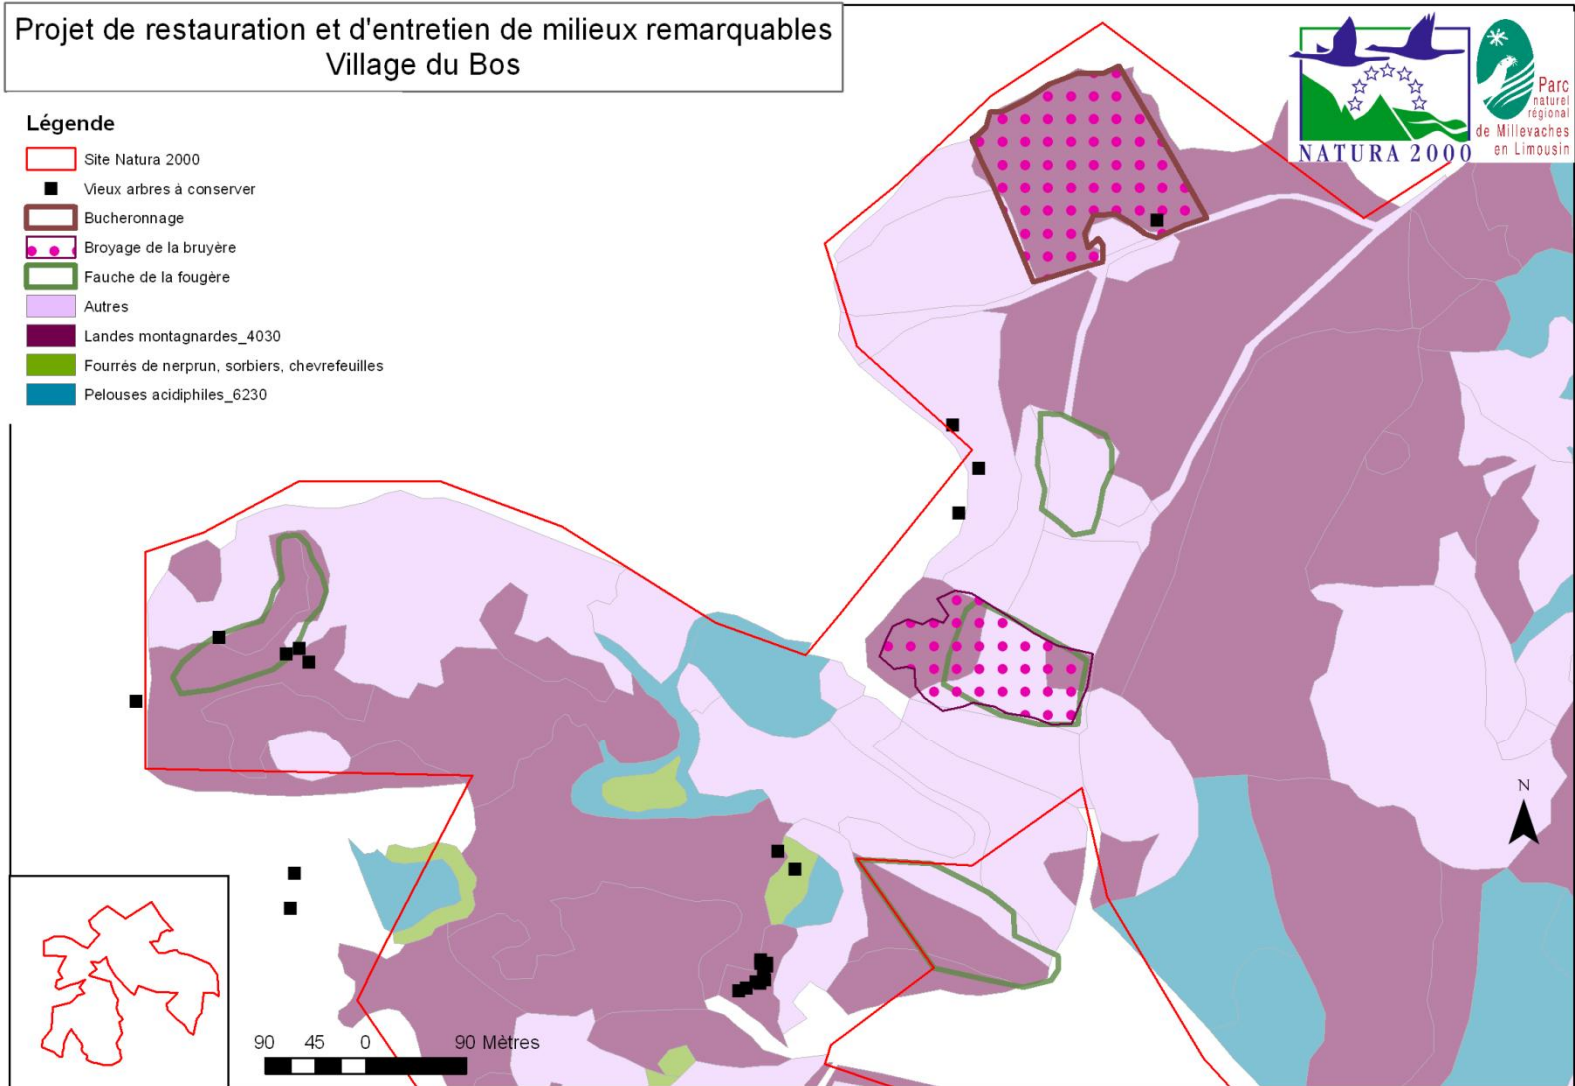 Projet de restauration et d'entretien de milieux remarquables
Village du Bos
Légende
Site Natura 2000
Vieux arbres à conserver
Bucheronnage
Broyage de la bruyère
Fauche de la fougère
Autres
Landes montagnardes_4030
Fourrés de nerprun, sorbiers, chevrefeuilles
Pelouses acidiphiles_6230
NATURA 2000
Parc
naturel
régional
de Millevaches
en Limousin
N
90 45 0 90 Mètres